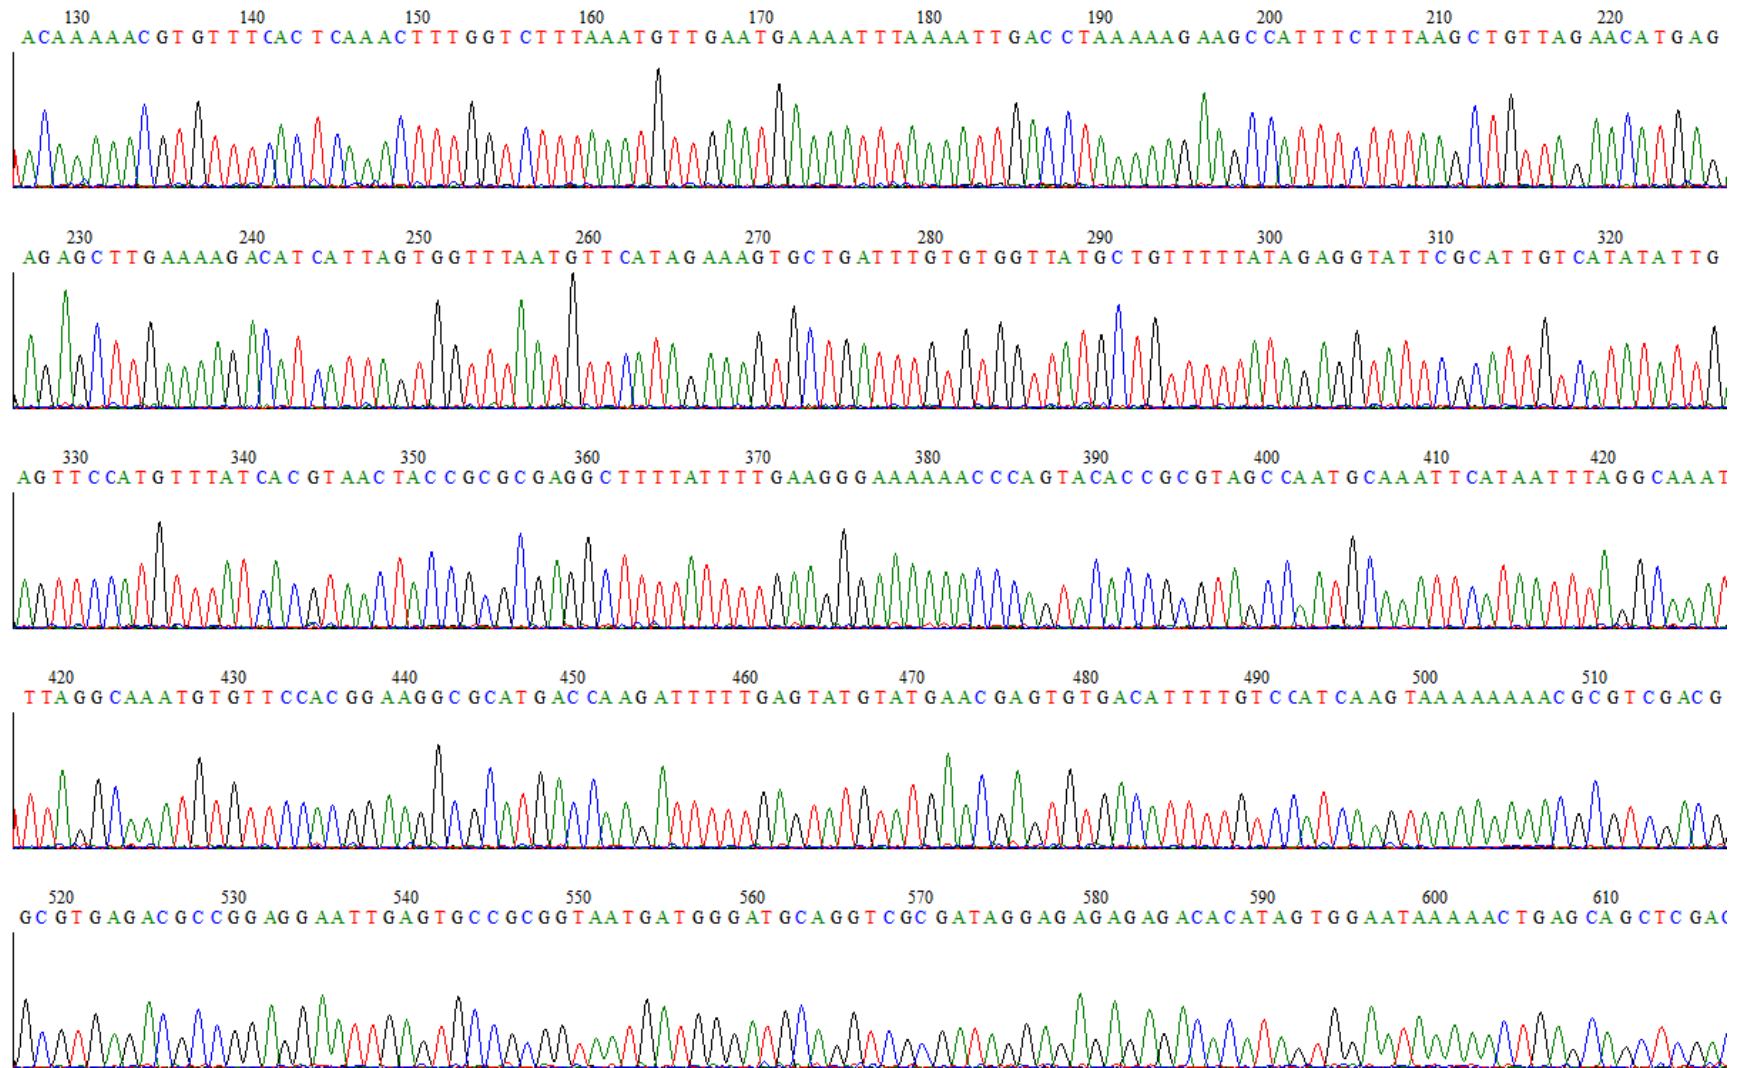 130 140 150 160 170 180 190 200 210 220
ACAAAAACGTGTTTCACTCAAACTTTGGTCTTTAAATGTTGAATGAAAATTTAAAATTGACCTAAAAAGAAGCCATTTCTTTAAGCTGTTAGAACATGAG
230 240 250 260 270 280 290 300 310 320
AGAGCTTGAAAAGACATCATTAGTGGTTTAATGTTCATAGAAAGTGCTGATTTGTGTGGTTATGCTGTTTTTATAGAGGTATTCGCATTGTCATATATTG
330 340 350 360 370 380 390 400 410 420
AGTTCCATGTTTATCACGTAACTACCGCGCGAGGCTTTTATTTTGAAGGGAAAAAACCCAGTACACCGCGTAGCCAATGCAAATTCATAATTTAGGCAAAT
420 430 440 450 460 470 480 490 500 510
TTAGGCAAATGTGTTCCACGGAAGGCGCATGACCAAGATTTTTGAGTATGTATGAACGAGTGTGACATTTTGTCCATCAAGTAAAAAAAACGCGTCGACG
520 530 540 550 560 570 580 590 600 610
GCGTGAGACGCCGGAGGAATTGAGTGCCGCGGTAATGATGGGATGCAGGTCGCGATAGGAGAGAGAGACACATAGTGGAATAAAAACTGAGCAGCTCGAC